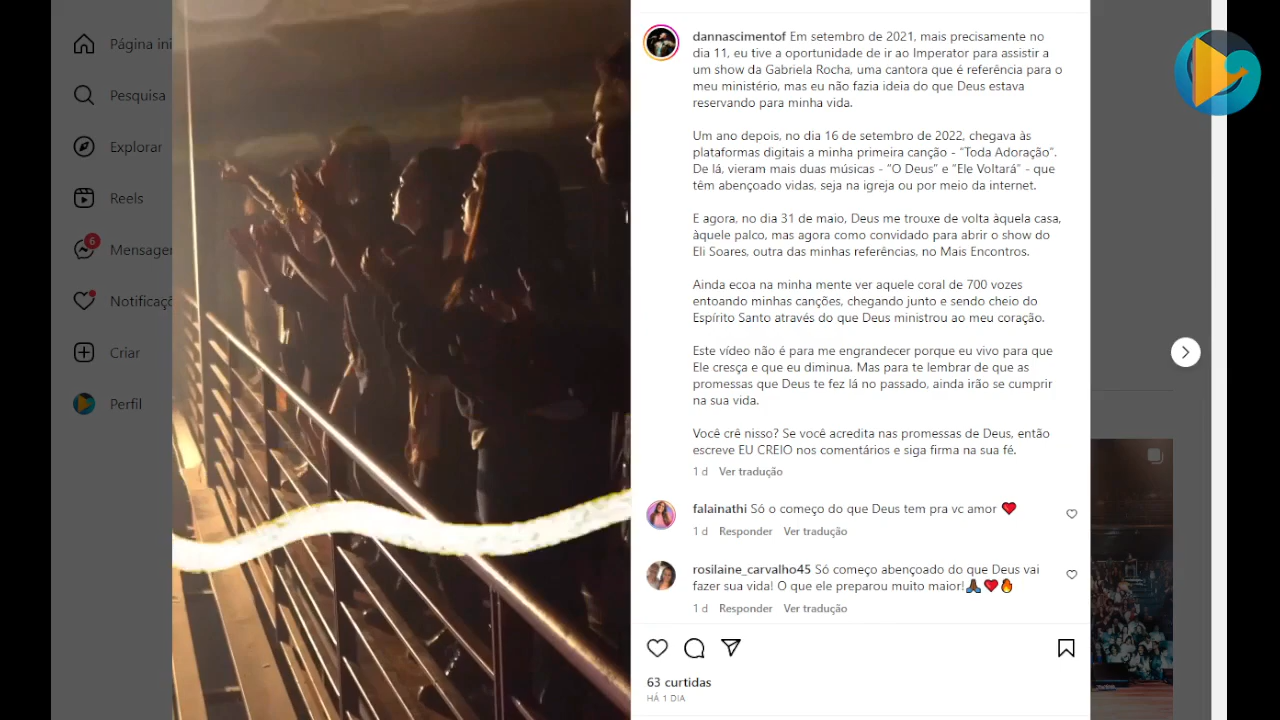 Página ini
Pesquisa
Explorar
Reels
6
Mensager
Notificaç
Criar
Perfil
dannascimentof Em setembro de 2021, mais precisamente no
dia 11, eu tive a oportunidade de ir ao Imperator para assistir a
um show da Gabriela Rocha, uma cantora que é referência para o
meu ministério, mas eu não fazia ideia do que Deus estava
reservando para minha vida.
Um ano depois, no dia 16 de setembro de 2022, chegava às
plataformas digitais a minha primeira canção - “Toda Adoração”.
De lá, vieram mais duas músicas - “O Deus” e “Ele Voltará” - que
têm abençoado vidas, seja na igreja ou por meio da internet.
E agora, no dia 31 de maio, Deus me trouxe de volta àquela casa,
àquele palco, mas agora como convidado para abrir o show do
Eli Soares, outra das minhas referências, no Mais Encontros.
Ainda ecoa na minha mente ver aquele coral de 700 vozes
entoando minhas canções, chegando junto e sendo cheio do
Espírito Santo através do que Deus ministrou ao meu coração.
Este vídeo não é para me engrandecer porque eu vivo para que
Ele cresça e que eu diminua. Mas para te lembrar de que as
promessas que Deus te fez lá no passado, ainda irão se cumprir
na sua vida.
Você crê nisso? Se você acredita nas promessas de Deus, então
escreve EU CREIO nos comentários e siga firma na sua fé.
1 d Ver tradução
falainathi Só o começo do que Deus tem pra vc amor ❤️
1 d Responder Ver tradução
rosilaine_carvalho45 Só começo abençoado do que Deus vai
fazer sua vida! O que ele preparou muito maior!🙏🏾❤️🔥
1 d Responder Ver tradução
63 curtidas
HÁ 1 DIA